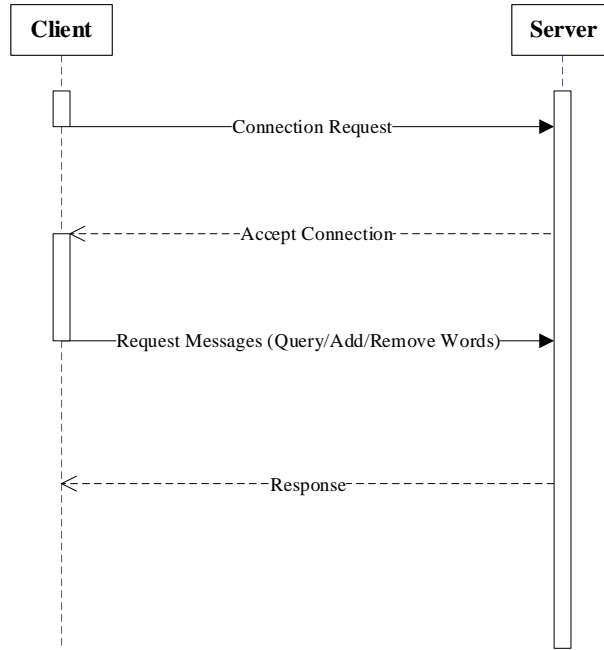 Client
Server
Connection Request
Accept Connection
Request Messages (Query/Add/Remove Words)
Response